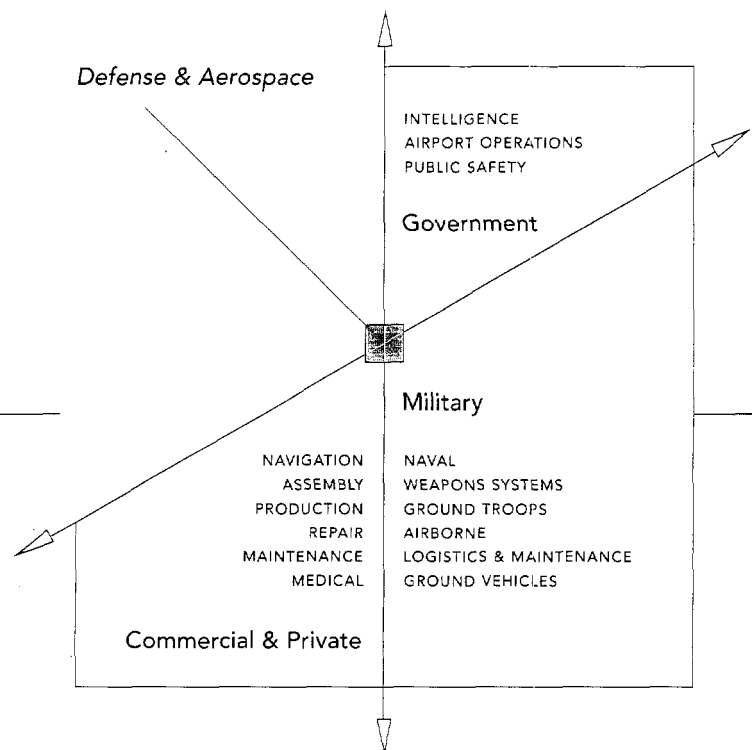 Defense & Aerospace
INTELLIGENCE
AIRPORT OPERATIONS
PUBLIC SAFETY
Government
Military
NAVIGATION
ASSEMBLY
PRODUCTION
REPAIR
MAINTENANCE
MEDICAL
NAVAL
WEAPONS SYSTEMS
GROUND TROOPS
AIRBORNE
LOGISTICS & MAINTENANCE
GROUND VEHICLES
Commercial & Private